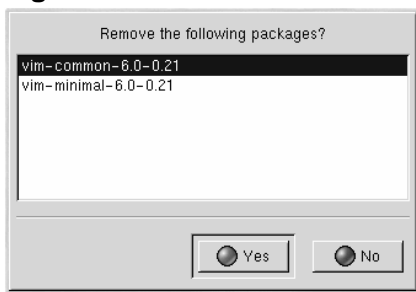 Remove the following packages?
vim-common-6.0-0.21
vim-minimal-6.0-0.21
Yes
No